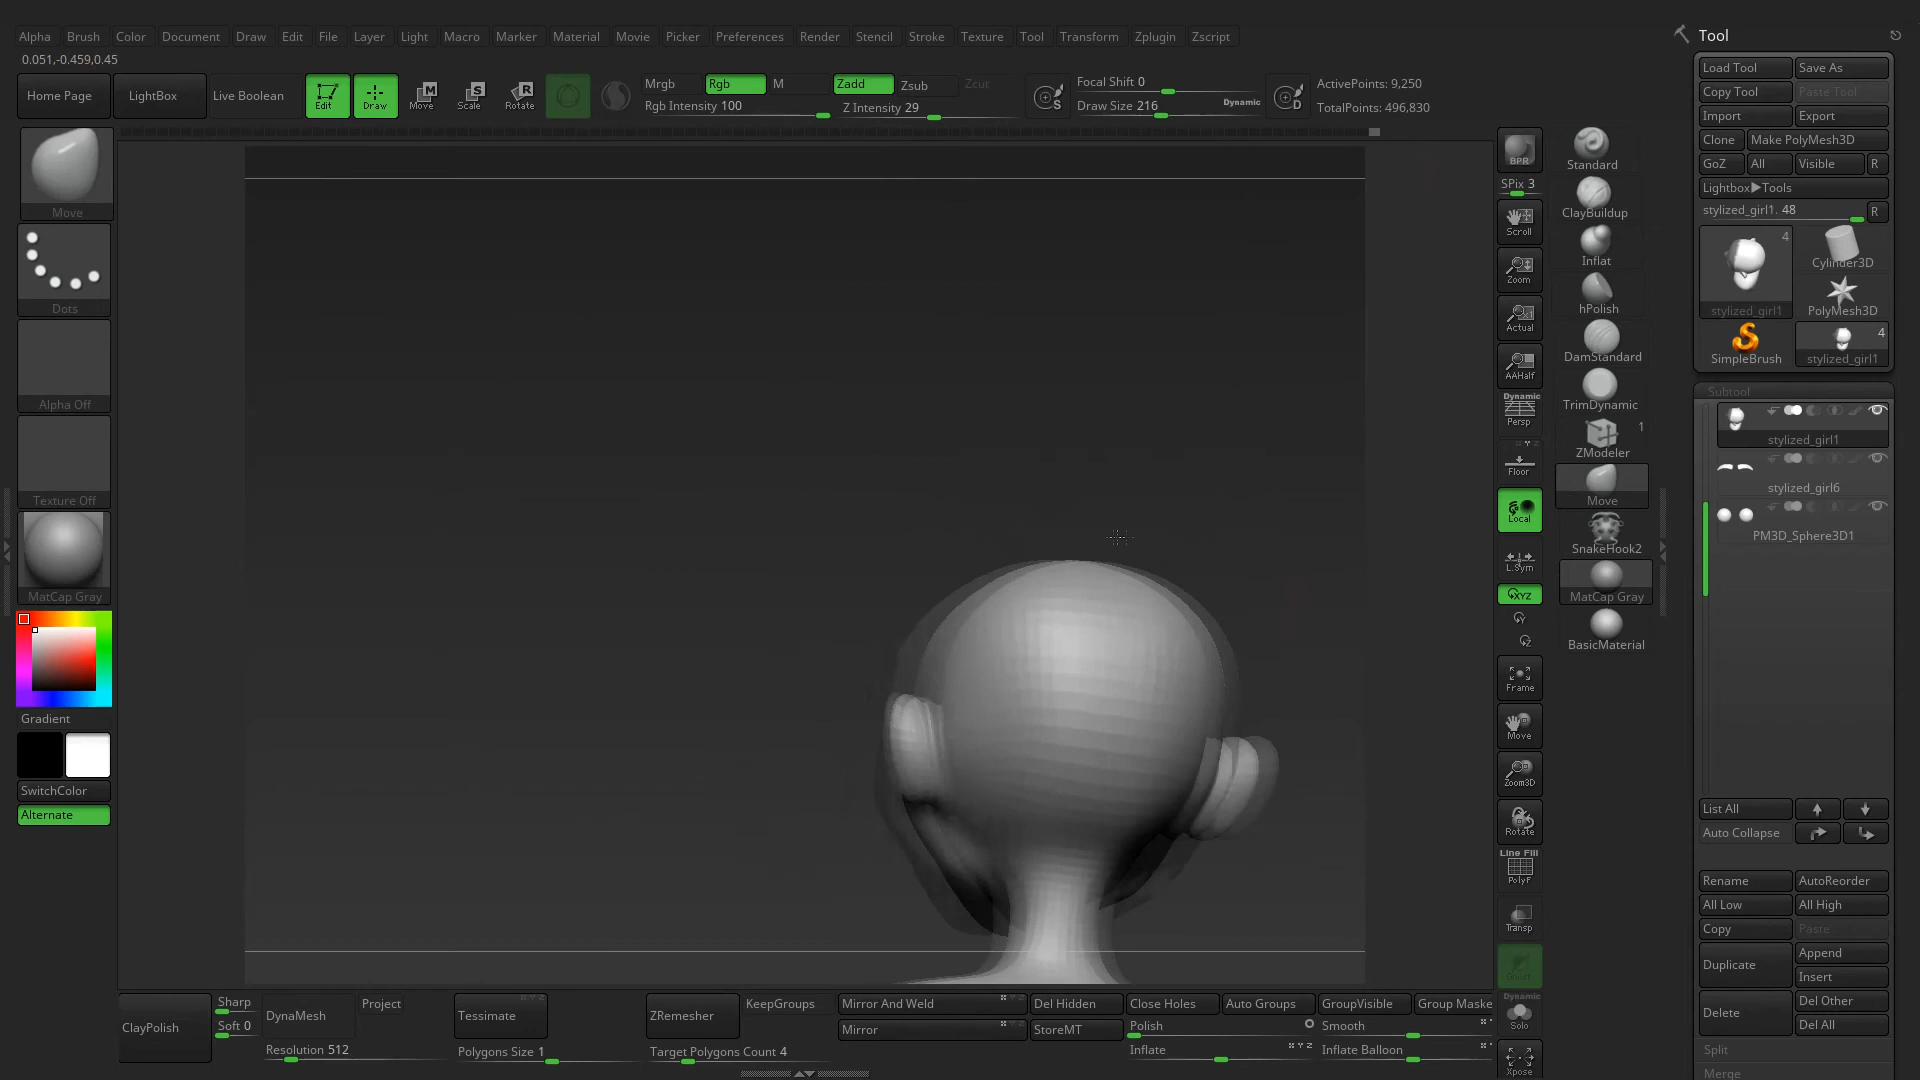 Alpha Brush Color Document Draw Edit File Layer Light Macro Marker Material Movie Picker Preferences Render Stencil Stroke Texture Tool Transform Zplugin Zscript
0.051,-0.459,0.45
Home Page
LightBox
Live Boolean
Edit
Draw
Move
Scale
Rotate
Mrgb Rgb M
Rgb Intensity 100
Zadd Zsub Zcut
Z Intensity 29
Focal Shift 0
Draw Size 216
Dynamic
ActivePoints: 9,250
TotalPoints: 496,830
Move
Dots
Alpha Off
Texture Off
MatCap Gray
Gradient
SwitchColor
Alternate
BPR
SPix 3
Scroll
Zoom
Actual
AAHalf
Dynamic
Persp
Floor
Local
L.Sym
XYZ
Frame
Move
Zoom3D
Rotate
Line Fill
PolyF
Transp
Ghost
Dynamic
Solo
Xpose
Standard
ClayBuildup
Inflat
hPolish
DamStandard
TrimDynamic
1
ZModeler
Move
SnakeHook2
MatCap Gray
BasicMaterial
Tool
Load Tool Save As
Copy Tool Paste Tool
Import Export
Clone Make PolyMesh3D
GoZ All Visible R
Lightbox▶Tools
stylized_girl1. 48 R
4
stylized_girl1
Cylinder3D
PolyMesh3D
SimpleBrush
4
stylized_girl1
Subtool
stylized_girl1
stylized_girl6
PM3D_Sphere3D1
List All
Auto Collapse
Rename AutoReorder
All Low All High
Copy Paste
Duplicate
Append
Insert
Delete
Del Other
Del All
Split
Merge
ClayPolish
Sharp
Soft 0
DynaMesh
Project
Resolution 512
Tessimate
Polygons Size 1
ZRemesher
KeepGroups
Target Polygons Count 4
Mirror And Weld
Mirror
Del Hidden
StoreMT
Close Holes
Auto Groups
GroupVisible
Group Maske
Polish
Smooth
Inflate
Inflate Balloon